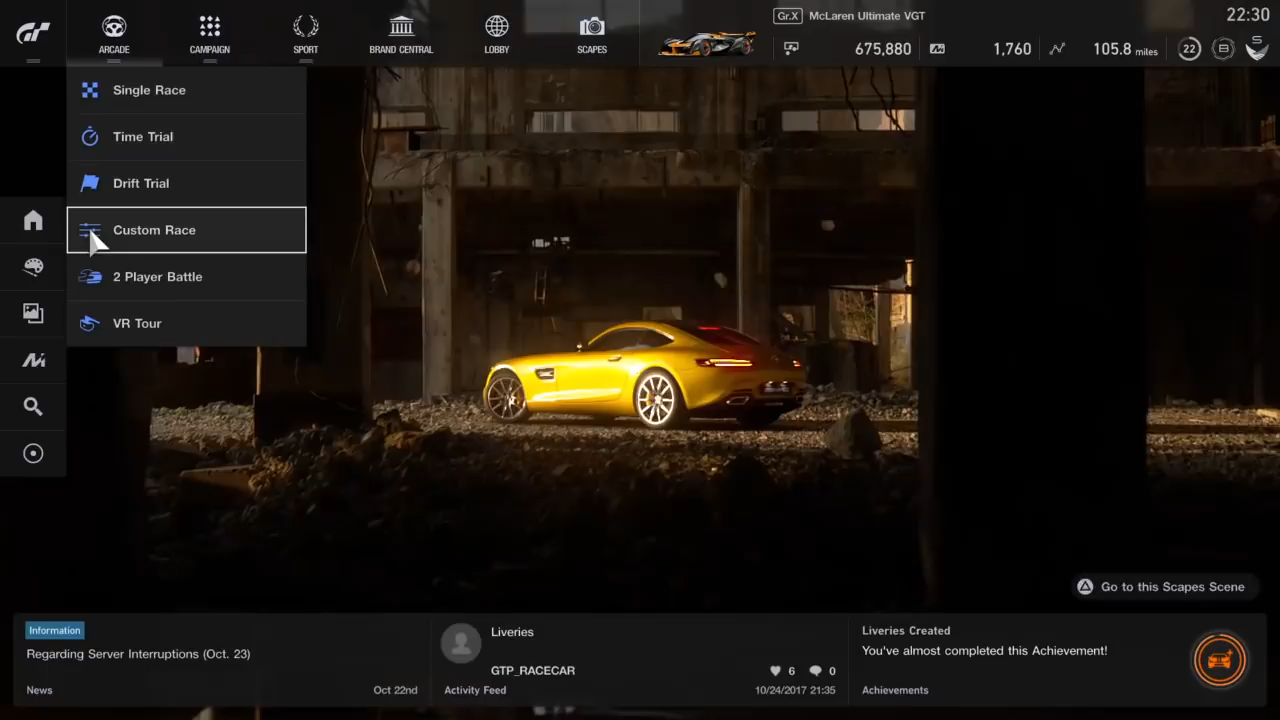 Gr.X McLaren Ultimate VGT
22:30
ARCADE
CAMPAIGN
SPORT
BRAND CENTRAL
LOBBY
SCAPES
675,880
1,760
105.8 miles
22
B
S
Single Race
Time Trial
Drift Trial
Custom Race
2 Player Battle
VR Tour
Go to this Scapes Scene
Information
Regarding Server Interruptions (Oct. 23)
News
Oct 22nd
Liveries
GTP_RACECAR
6
0
Activity Feed
10/24/2017 21:35
Liveries Created
You've almost completed this Achievement!
Achievements